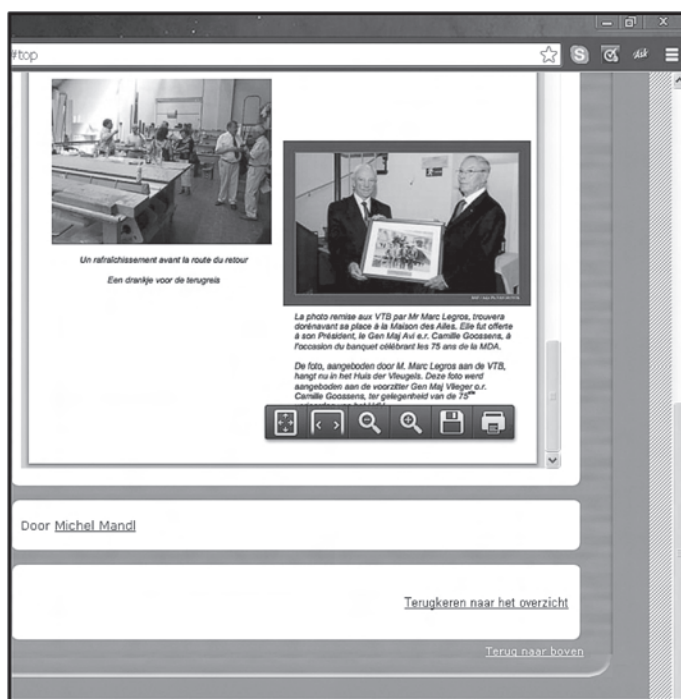 #top
Un rafraîchissement avant la route du retour
Een drankje voor de terugreis
La photo remise aux VTB par Mr Marc Legros, trouvera
dorénavant sa place à la Maison des Ailes. Elle fut offerte
à son Président, le Gen Maj Avi e.r. Camille Goossens, à
l'occasion du banquet célébrant les 75 ans de la MDA.
De foto, aangeboden door M. Marc Legros aan de VTB,
hangt nu in het Huis der Vleugels. Deze foto werd
aangeboden aan de voorzitter Gen Maj Vlieger o.r.
Camille Goossens, ter gelegenheid van de 75
Door Michel Mandl
Terugkeren naar het overzicht
Terug naar boven